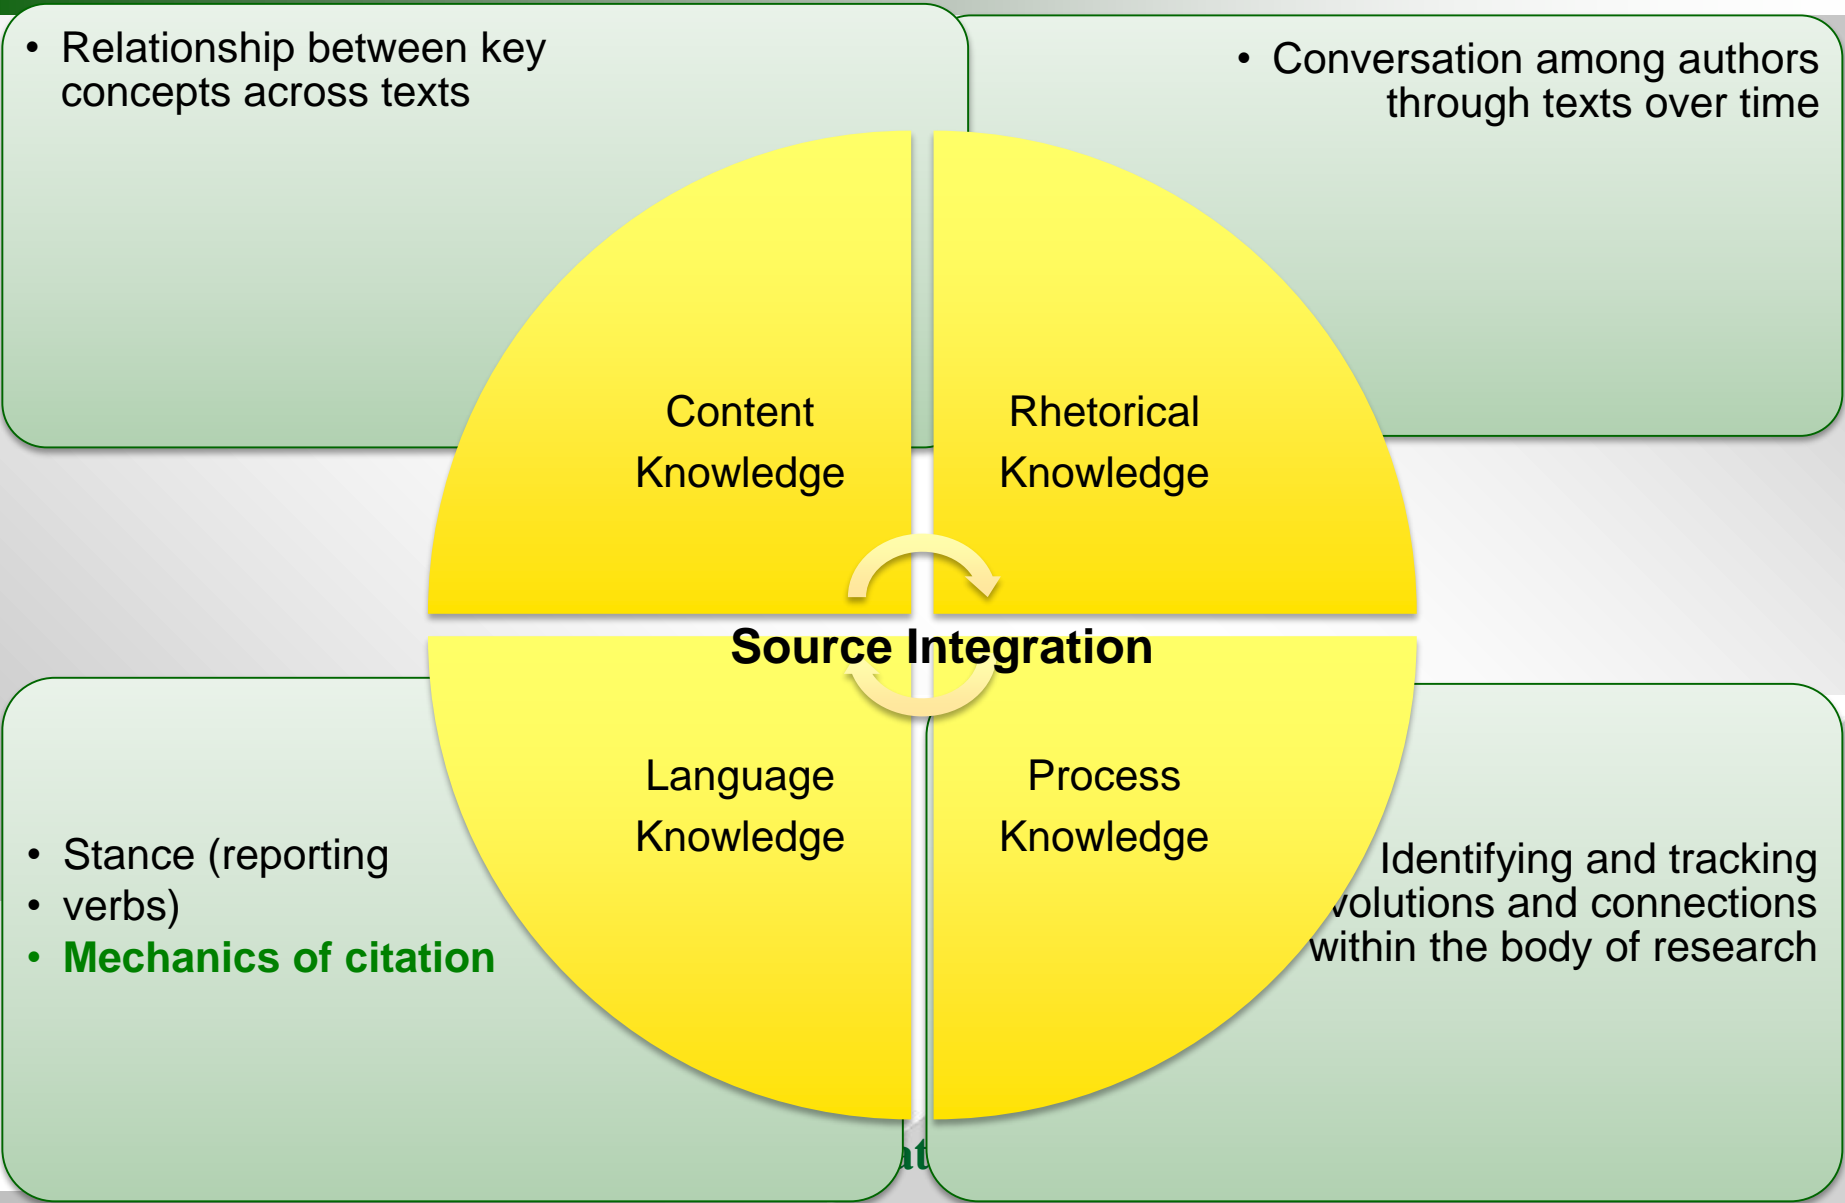 • Relationship between key
concepts across texts
• Conversation among authors
through texts over time
Content
Knowledge
Rhetorical
Knowledge
Source Integration
Language
Knowledge
Process
Knowledge
• Stance (reporting
• verbs)
• Mechanics of citation
Identifying and tracking
volutions and connections
within the body of research
at